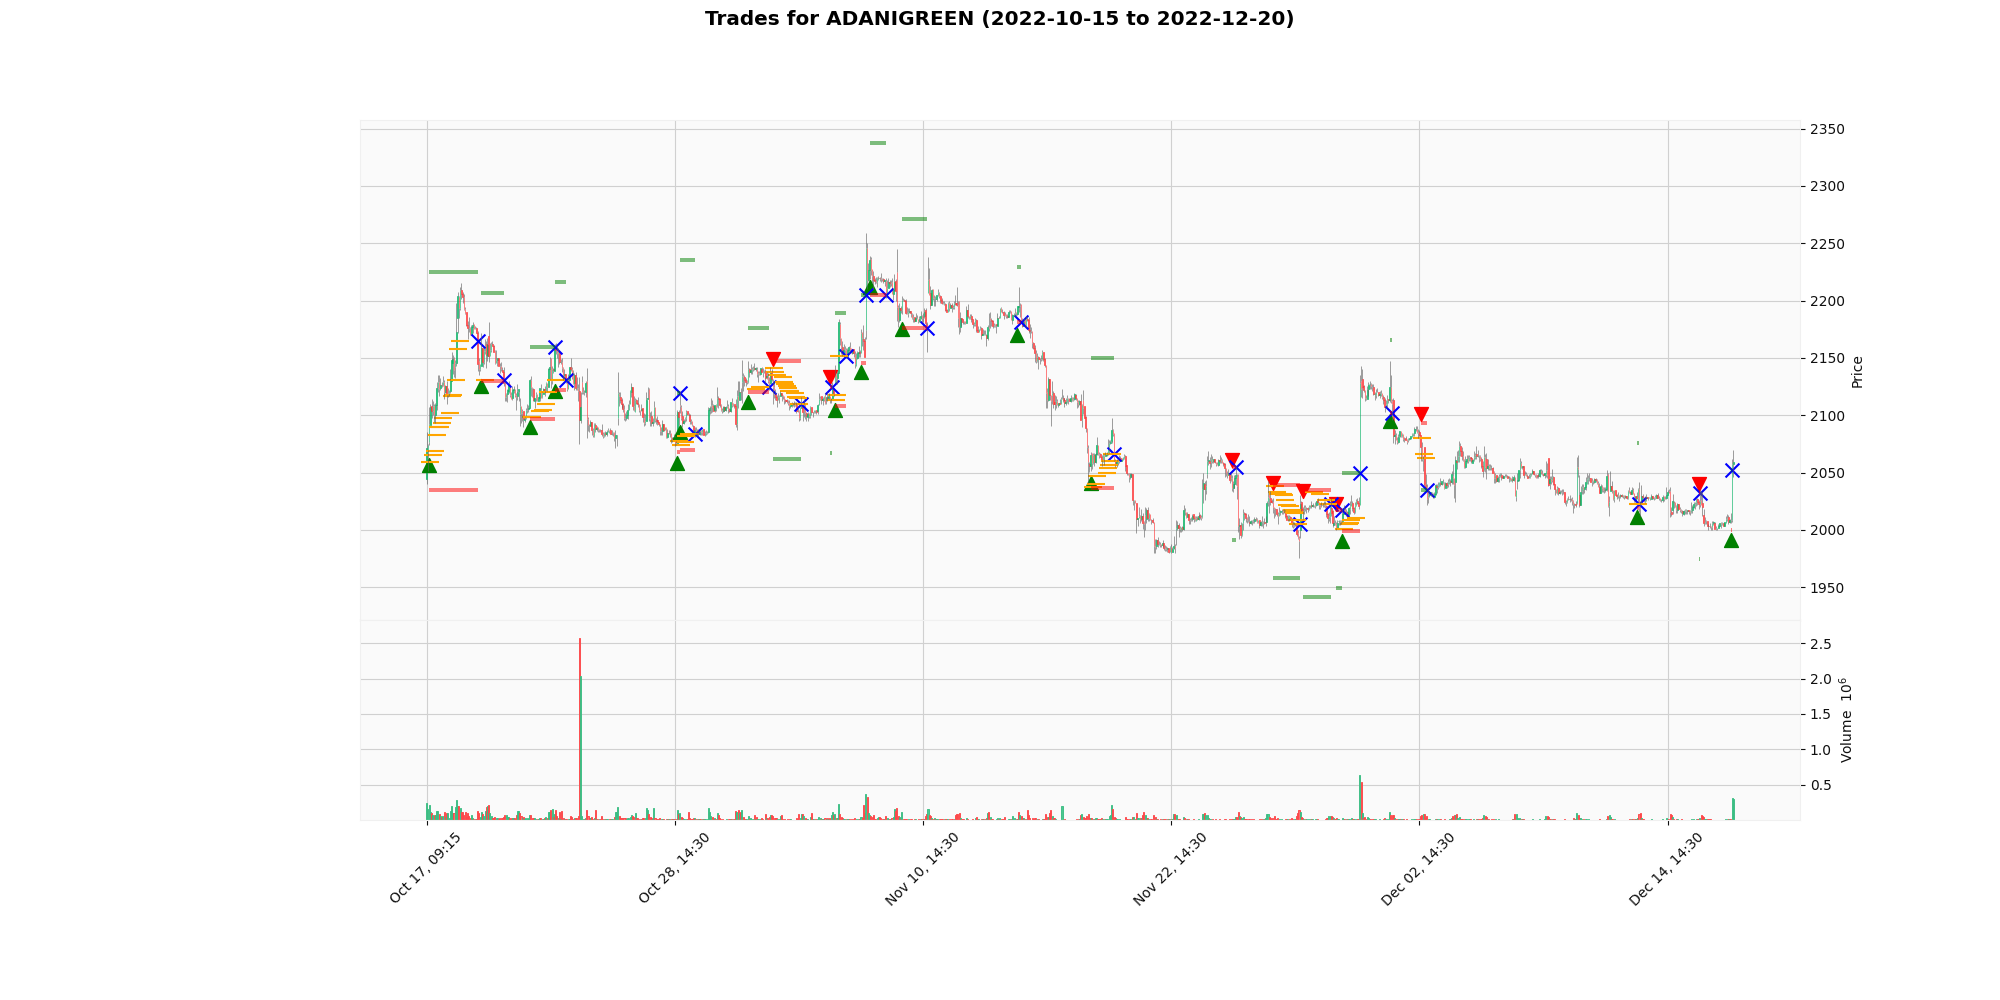 Trades for ADANIGREEN (2022-10-15 to 2022-12-20)
2350
2300
2250
2200
2150
2100
2050
2000
1950
Price
2.5
2.0
1.5
1.0
0.5
Volume 10⁶
Oct 17, 09:15
Oct 28, 14:30
Nov 10, 14:30
Nov 22, 14:30
Dec 02, 14:30
Dec 14, 14:30